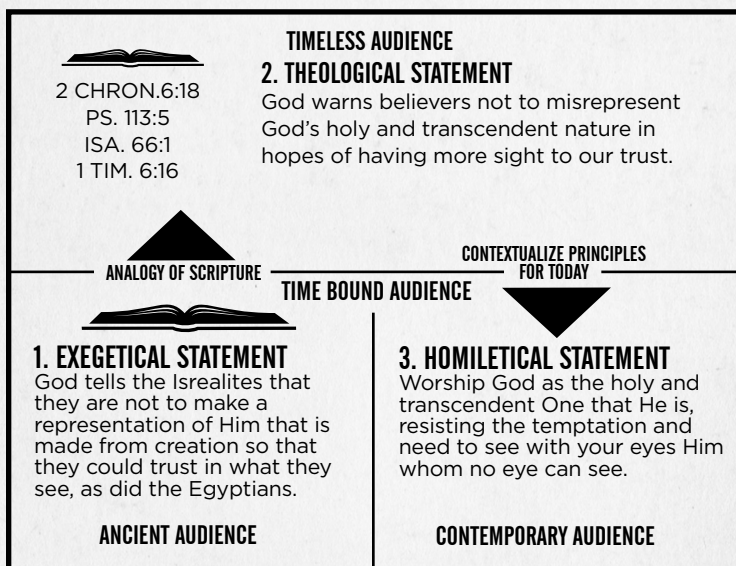 TIMELESS AUDIENCE
2 CHRON.6:18
PS. 113:5
ISA. 66:1
1 TIM. 6:16
2. THEOLOGICAL STATEMENT
God warns believers not to misrepresent
God's holy and transcendent nature in
hopes of having more sight to our trust.
ANALOGY OF SCRIPTURE
CONTEXTUALIZE PRINCIPLES
FOR TODAY
TIME BOUND AUDIENCE
1. EXEGETICAL STATEMENT
God tells the Isrealites that
they are not to make a
representation of Him that is
made from creation so that
they could trust in what they
see, as did the Egyptians.
ANCIENT AUDIENCE
3. HOMILETICAL STATEMENT
Worship God as the holy and
transcendent One that He is,
resisting the temptation and
need to see with your eyes Him
whom no eye can see.
CONTEMPORARY AUDIENCE